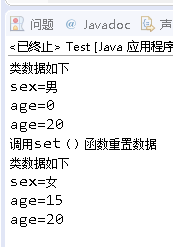 问题 @ Javadoc 声
<已终止> Test [Java 应用程序
类数据如下
sex=男
age=0
age=20
调用set（）函数重置数据
类数据如下
sex=女
age=15
age=20